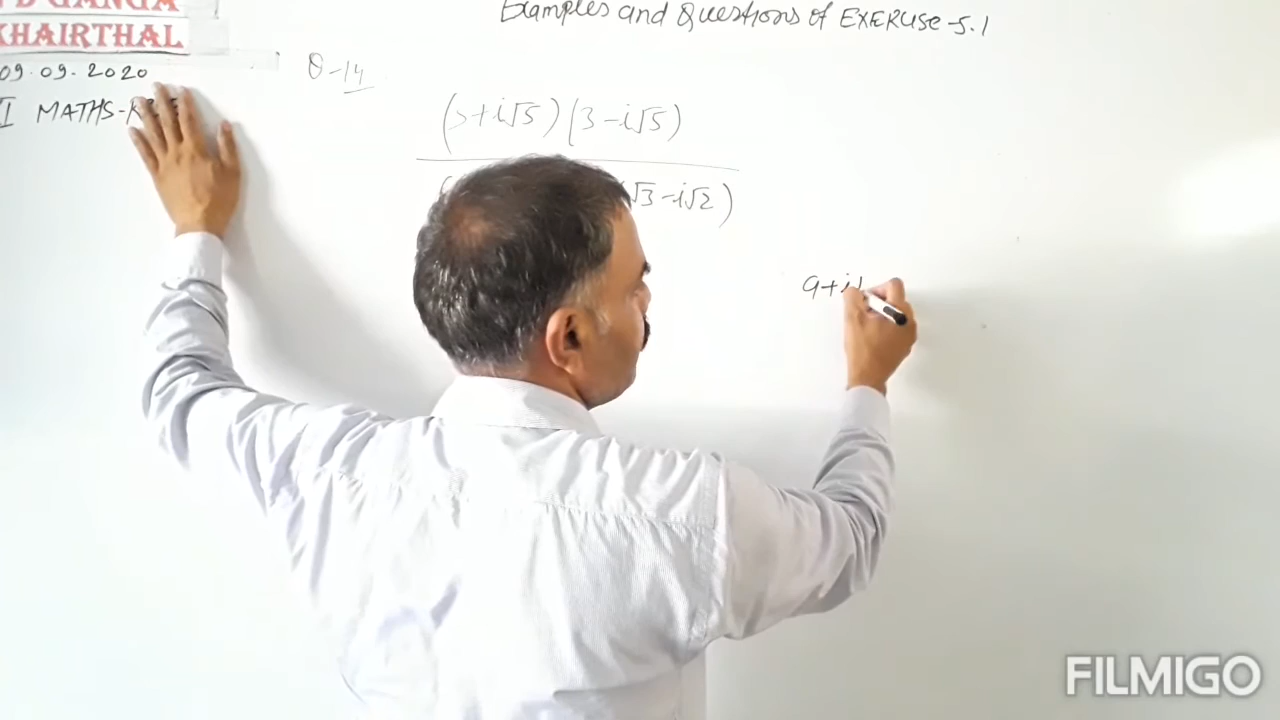 GANGA
KHAIRTHAL
09.09.2020
I MATHS-
Examples and Questions of EXERCISE-5.1
Q-14
(3+i√5)(3-i√5)
√3-i√2)
a+i
FILMIGO